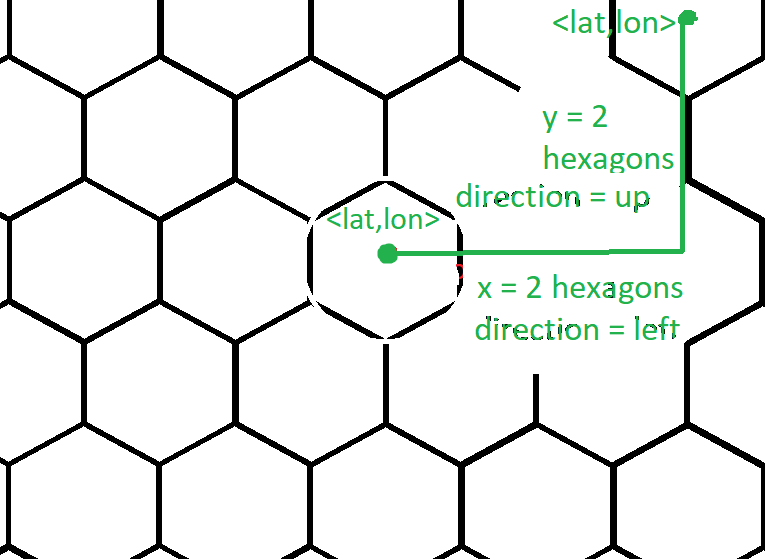 <lat,lon>
y = 2
hexagons
direction = up
<lat,lon>
x = 2 hexagons
direction = left